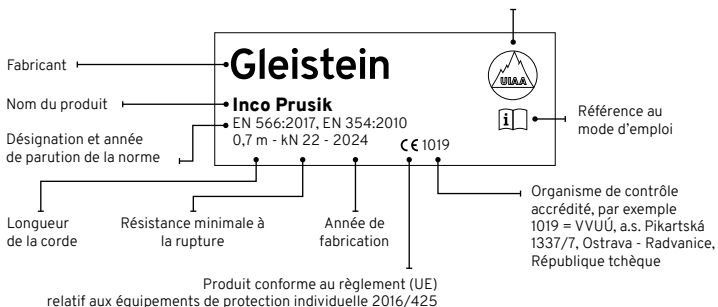 Fabricant
Gleistein
UIAA
Nom du produit
Inco Prusik
EN 566:2017, EN 354:2010
0,7 m - kN 22 - 2024
CE 1019
i
Référence au
mode d'emploi
Désignation et année
de parution de la norme
Longueur
de la corde
Résistance minimale à
la rupture
Année de
fabrication
Organisme de contrôle
accrédité, par exemple
1019 = VVUÚ, a.s. Pikartská
1337/7, Ostrava - Radvanice,
République tchèque
Produit conforme au règlement (UE)
relatif aux équipements de protection individuelle 2016/425